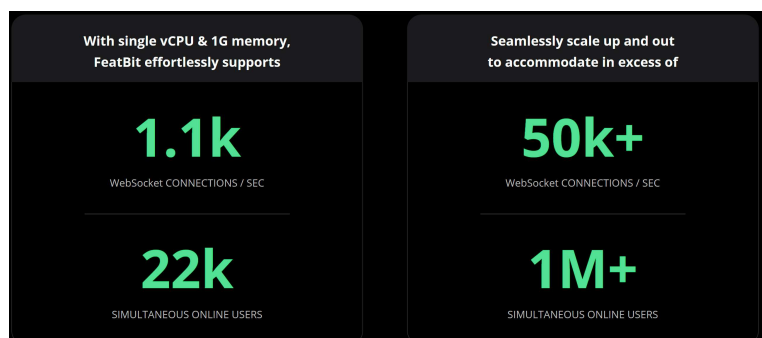 With single vCPU & 1G memory,
FeatBit effortlessly supports
1.1k
WebSocket CONNECTIONS / SEC
22k
SIMULTANEOUS ONLINE USERS
Seamlessly scale up and out
to accommodate in excess of
50k+
WebSocket CONNECTIONS / SEC
1M+
SIMULTANEOUS ONLINE USERS